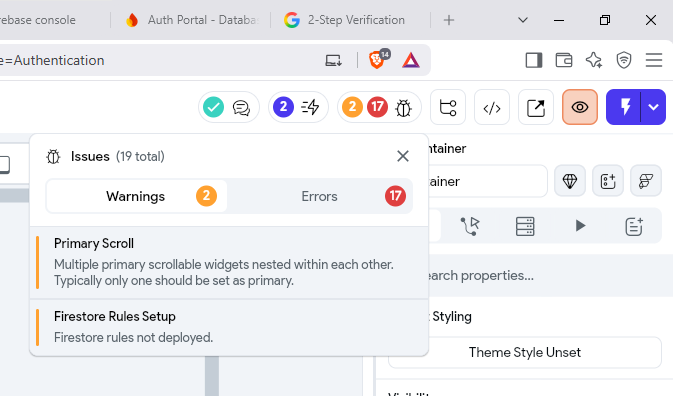 rebase console
Auth Portal - Databa
2-Step Verification
e=Authentication
14
2
2
17
Issues (19 total)
Warnings 2
Errors 17
Primary Scroll
Multiple primary scrollable widgets nested within each other.
Typically only one should be set as primary.
Firestore Rules Setup
Firestore rules not deployed.
ntainer
tainer
earch properties...
t Styling
Theme Style Unset